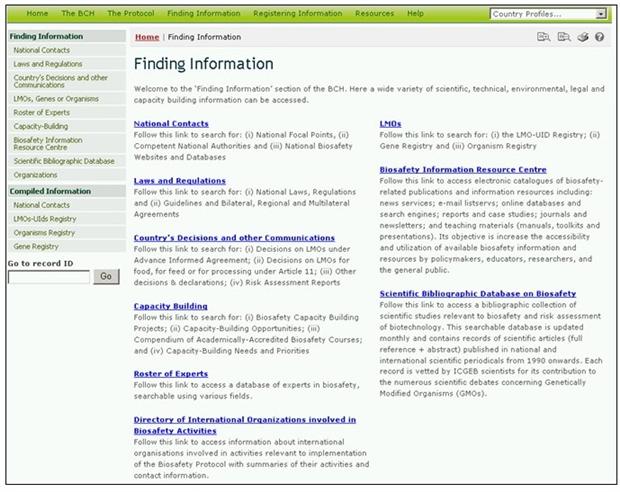 Home The BCH The Protocol Finding Information Registering Information Resources Help Country Profiles...
Finding Information
National Contacts
Laws and Regulations
Country's Decisions and other
Communications
LMOs, Genes or Organisms
Roster of Experts
Capacity-Building
Biosafety Information
Resource Centre
Scientific Bibliographic Database
Organizations
Compiled Information
National Contacts
LMOs-UIds Registry
Organisms Registry
Gene Registry
Go to record ID
Go
Home | Finding Information
Finding Information
Welcome to the 'Finding Information' section of the BCH. Here a wide variety of scientific, technical, environmental, legal and
capacity building information can be accessed.
National Contacts
Follow this link to search for: (i) National Focal Points, (ii)
Competent National Authorities and (iii) National Biosafety
Websites and Databases
Laws and Regulations
Follow this link to search for: (i) National Laws, Regulations
and (ii) Guidelines and Bilateral, Regional and Multilateral
Agreements
Country's Decisions and other Communications
Follow this link to search for: (i) Decisions on LMOs under
Advance Informed Agreement; (ii) Decisions on LMOs for
food, for feed or for processing under Article 11; (iii) Other
decisions & declarations; (iv) Risk Assessment Reports
Capacity Building
Follow this link to search for: (i) Biosafety Capacity Building
Projects; (ii) Capacity-Building Opportunities; (iii)
Compendium of Academically-Accredited Biosafety Courses;
and (iv) Capacity-Building Needs and Priorities
Roster of Experts
Follow this link to access a database of experts in biosafety,
searchable using various fields.
Directory of International Organizations involved in
Biosafety Activities
Follow this link to access information about international
organisations involved in activities relevant to implementation
of the Biosafety Protocol with summaries of their activities and
contact information.
LMOs
Follow this link to search for: (i) the LMO-UID Registry; (ii)
Gene Registry and (iii) Organism Registry
Biosafety Information Resource Centre
Follow this link to access electronic catalogues of biosafety-
related publications and information resources including:
news services; e-mail listservs; online databases and
search engines; reports and case studies; journals and
newsletters; and teaching materials (manuals, toolkits and
presentations). Its objective is increase the accessibility
and utilization of available biosafety information and
resources by policymakers, educators, researchers, and
the general public.
Scientific Bibliographic Database on Biosafety
Follow this link to access a bibliographic collection of
scientific studies relevant to biosafety and risk assessment
of biotechnology. This searchable database is updated
monthly and contains records of scientific articles (full
reference + abstract) published in national and
international scientific periodicals from 1990 onwards. Each
record is vetted by ICGEB scientists for its contribution to
the numerous scientific debates concerning Genetically
Modified Organisms (GMOs).